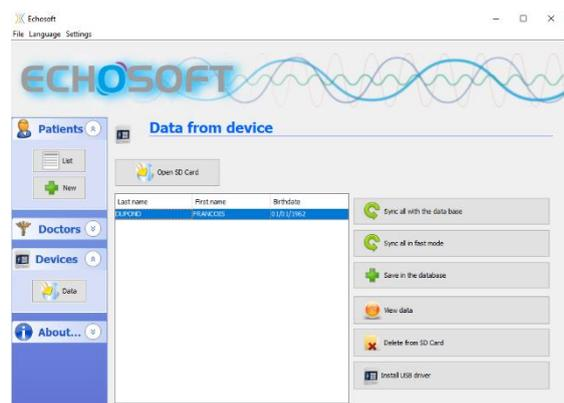 Echosoft
File Language Settings
ECHOSOFT
Patients
List
New
Doctors
Devices
Data
About...
Data from device
Open SD Card
Last name First name Birthdate
DUPOND FRANCOIS 01/01/1962
Sync all with the data base
Sync all in fast mode
Save in the database
View data
Delete from SD Card
Install USB driver